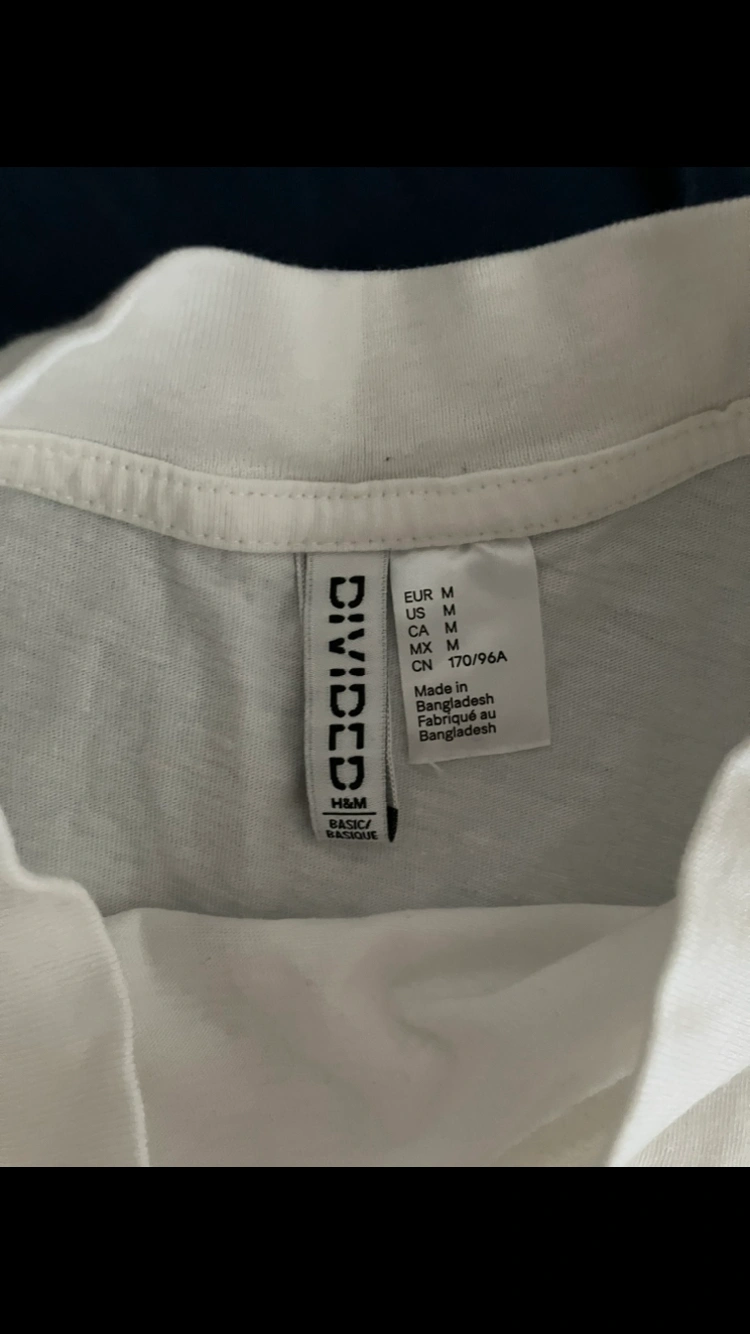 DIVIDED
H&M
BASIC/
BASIQUE
EUR M
US M
CA M
MX M
CN 170/96A
Made in
Bangladesh
Fabriqué au
Bangladesh